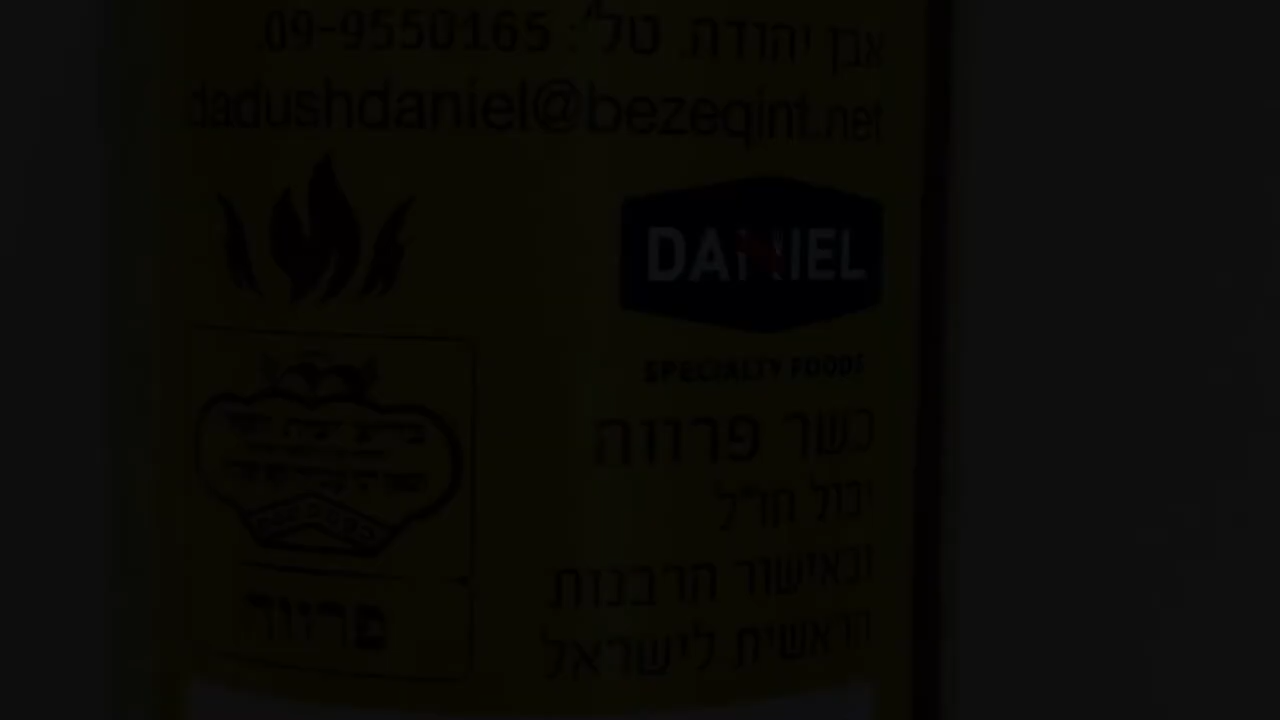 אבן יהודה. טל': 09-9550165
dadushdaniel@bezeqint.net
DANIEL
SPECIALTY FOODS
כשר פרווה
יבול חו"ל
ובאישור הרבנות
הראשית לישראל
פרווה